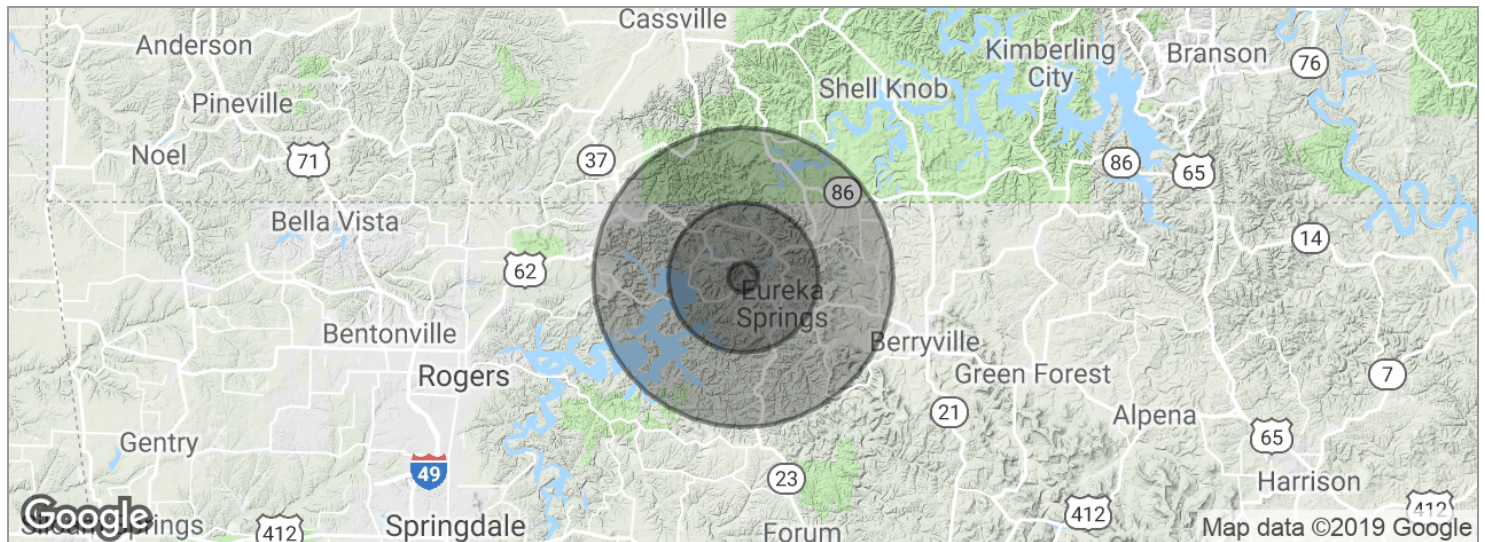 Cassville
Anderson
Kimberling
City
Branson
76
Shell Knob
Pineville
Noel
71
37
86
86
65
Bella Vista
14
62
Eureka
Springs
Bentonville
Berryville
Rogers
Green Forest
7
21
Alpena
Gentry
65
49
23
Harrison
Google
Springs
412
Springdale
Forum
412
412
Map data ©2019 Google